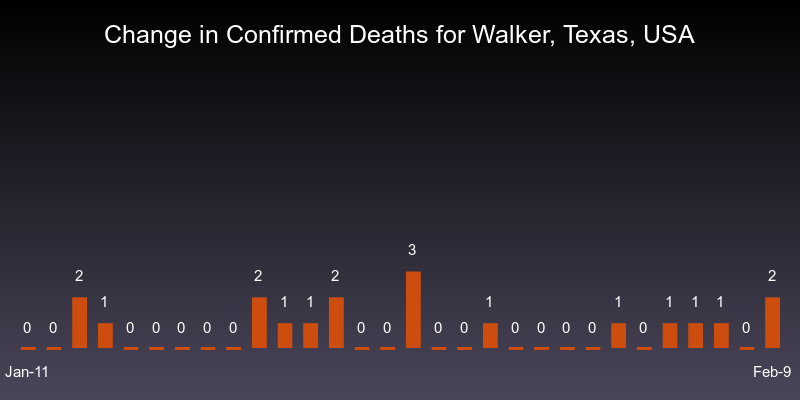 Change in Confirmed Deaths for Walker, Texas, USA
0 0 2 1 0 0 0 0 0 2 1 1 2 0 0 3 0 0 1 0 0 0 0 1 0 1 1 1 0 2
Jan-11 Feb-9